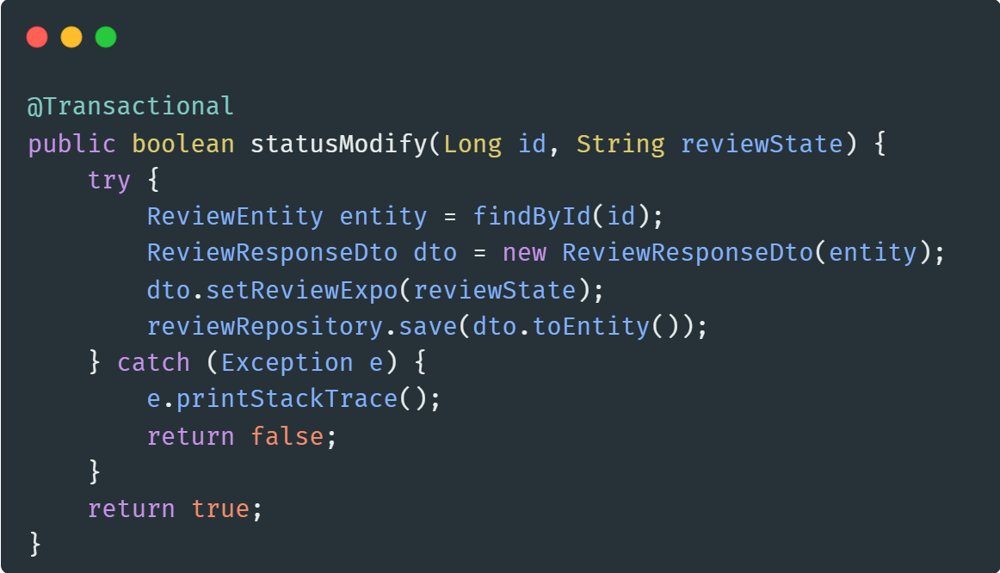 @Transactional
public boolean statusModify(Long id, String reviewState) {
    try {
        ReviewEntity entity = findById(id);
        ReviewResponseDto dto = new ReviewResponseDto(entity);
        dto.setReviewExpo(reviewState);
        reviewRepository.save(dto.toEntity());
    } catch (Exception e) {
        e.printStackTrace();
        return false;
    }
    return true;
}